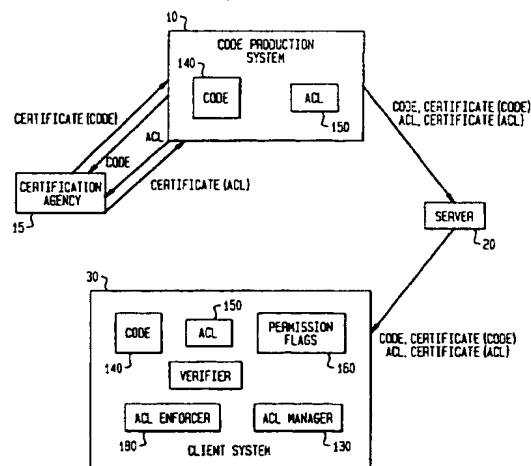 10
CODE PRODUCTION
SYSTEM
140
CODE
ACL
150
CERTIFICATE (CODE)
CODE
ACL
CERTIFICATE (ACL)
CERTIFICATION
AGENCY
15
CODE, CERTIFICATE (CODE)
ACL, CERTIFICATE (ACL)
SERVER
20
30
CODE
140
150
ACL
PERMISSION
FLAGS
160
VERIFIER
CODE, CERTIFICATE (CODE)
ACL, CERTIFICATE (ACL)
ACL ENFORCER
180
ACL MANAGER
130
CLIENT SYSTEM